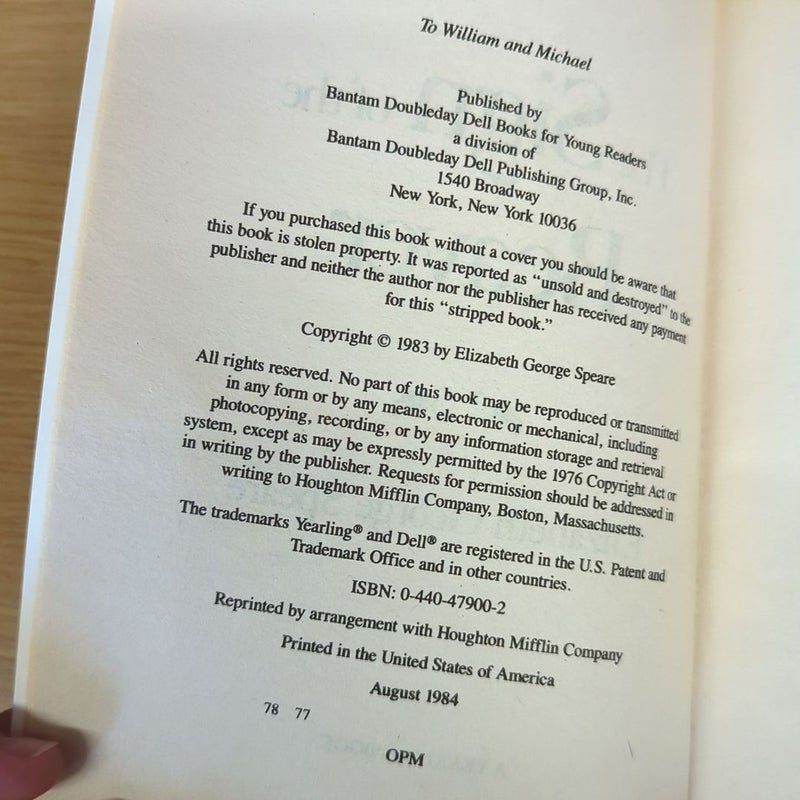 To William and Michael
Published by
Bantam Doubleday Dell Books for Young Readers
a division of
Bantam Doubleday Dell Publishing Group, Inc.
1540 Broadway
New York, New York 10036
If you purchased this book without a cover you should be aware that
this book is stolen property. It was reported as “unsold and destroyed” to the
publisher and neither the author nor the publisher has received any payment
for this “stripped book.”
Copyright © 1983 by Elizabeth George Speare
All rights reserved. No part of this book may be reproduced or transmitted
in any form or by any means, electronic or mechanical, including
photocopying, recording, or by any information storage and retrieval
system, except as may be expressly permitted by the 1976 Copyright Act or
in writing by the publisher. Requests for permission should be addressed in
writing to Houghton Mifflin Company, Boston, Massachusetts.
The trademarks Yearling® and Dell® are registered in the U.S. Patent and
Trademark Office and in other countries.
ISBN: 0-440-47900-2
Reprinted by arrangement with Houghton Mifflin Company
Printed in the United States of America
August 1984
78 77
OPM